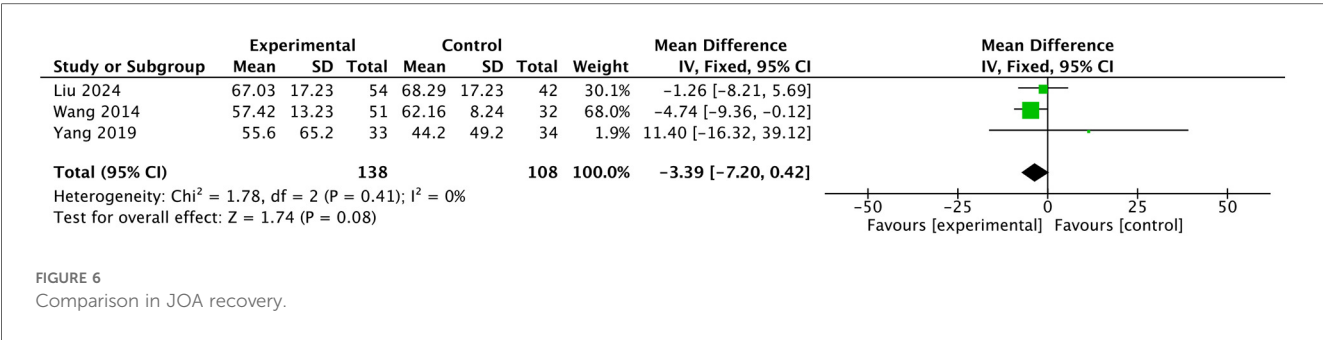 Experimental Control Mean Difference Mean Difference
Study or Subgroup Mean SD Total Mean SD Total Weight IV, Fixed, 95% CI IV, Fixed, 95% CI
Liu 2024 67.03 17.23 54 68.29 17.23 42 30.1% -1.26 [-8.21, 5.69]
Wang 2014 57.42 13.23 51 62.16 8.24 32 68.0% -4.74 [-9.36, -0.12]
Yang 2019 55.6 65.2 33 44.2 49.2 34 1.9% 11.40 [-16.32, 39.12]
Total (95% CI) 138 108 100.0% -3.39 [-7.20, 0.42]
Heterogeneity: Chi² = 1.78, df = 2 (P = 0.41); I² = 0%
Test for overall effect: Z = 1.74 (P = 0.08)
-50 -25 0 25 50
Favours [experimental] Favours [control]
FIGURE 6
Comparison in JOA recovery.